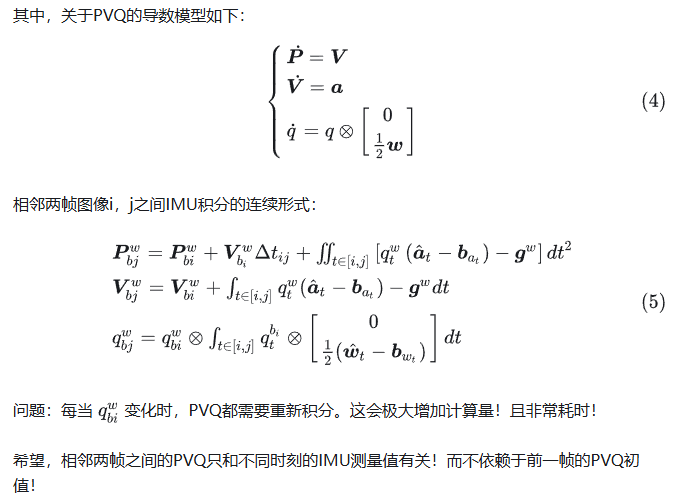 其中，关于PVQ的导数模型如下：
$$\begin{cases} \dot{\boldsymbol{P}} = \boldsymbol{V} \\ \dot{\boldsymbol{V}} = \boldsymbol{a} \\ \dot{q} = q \otimes \begin{bmatrix} 0 \\ \frac{1}{2}\boldsymbol{w} \end{bmatrix} \end{cases} \quad (4)$$
相邻两帧图像i，j之间IMU积分的连续形式：
$$\begin{aligned} &\boldsymbol{P}_{bj}^{w} = \boldsymbol{P}_{bi}^{w} + \boldsymbol{V}_{b_i}^{w} \Delta t_{ij} + \iint_{t \in [i,j]} [q_t^w (\hat{\boldsymbol{a}}_t - \boldsymbol{b}_{a_t}) - \boldsymbol{g}^w] dt^2 \\ &\boldsymbol{V}_{bj}^{w} = \boldsymbol{V}_{bi}^{w} + \int_{t \in [i,j]} q_t^w (\hat{\boldsymbol{a}}_t - \boldsymbol{b}_{a_t}) - \boldsymbol{g}^w dt \\ &q_{bj}^{w} = q_{bi}^{w} \otimes \int_{t \in [i,j]} q_t^{b_i} \otimes \begin{bmatrix} 0 \\ \frac{1}{2}(\hat{\boldsymbol{w}}_t - \boldsymbol{b}_{w_t}) \end{bmatrix} dt \end{aligned} \quad (5)$$
问题：每当 $q_{bi}^{w}$ 变化时，PVQ都需要重新积分。这会极大增加计算量！且非常耗时！
希望，相邻两帧之间的PVQ只和不同时刻的IMU测量值有关！而不依赖于前一帧的PVQ初
值！